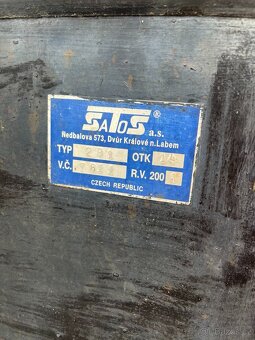 SATOS® a.s.
Nedbalova 573, Dvůr Králové n.Labem
TYP OTK
V.Č. R.V. 200
CZECH REPUBLIC